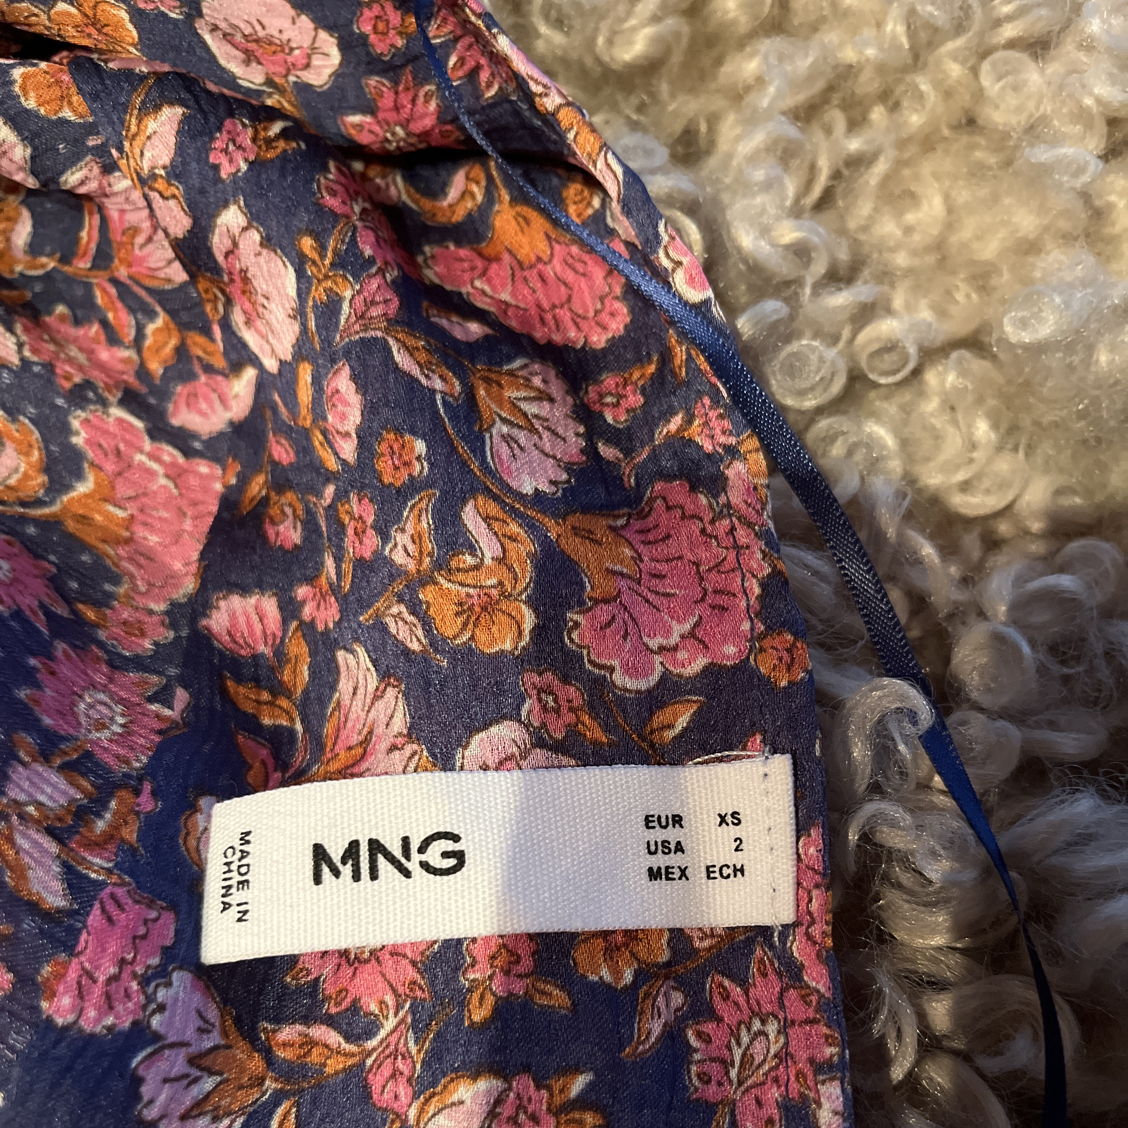 MADE IN
CHINA
MNG
EUR XS
USA 2
MEX ECH